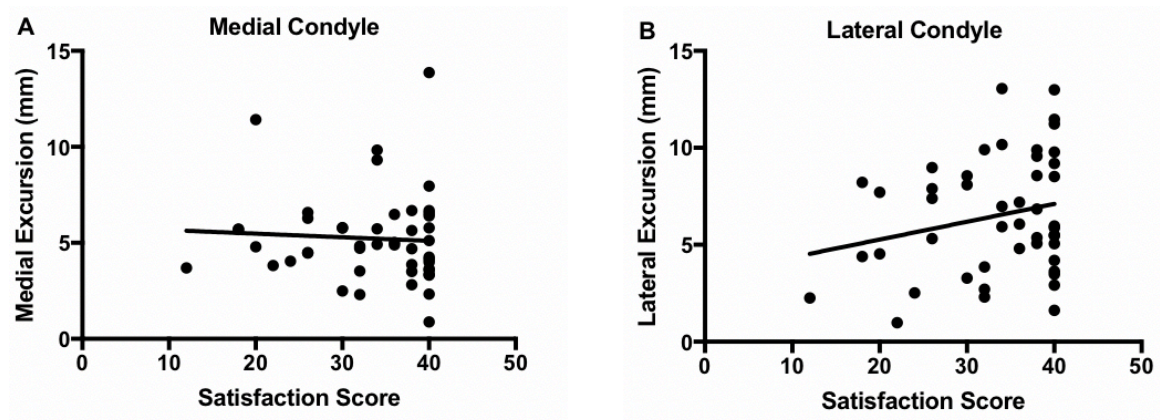 A
Medial Condyle
15
10
5
0
Medial Excursion (mm)
0 10 20 30 40 50
Satisfaction Score
B
Lateral Condyle
15
10
5
0
Lateral Excursion (mm)
0 10 20 30 40 50
Satisfaction Score